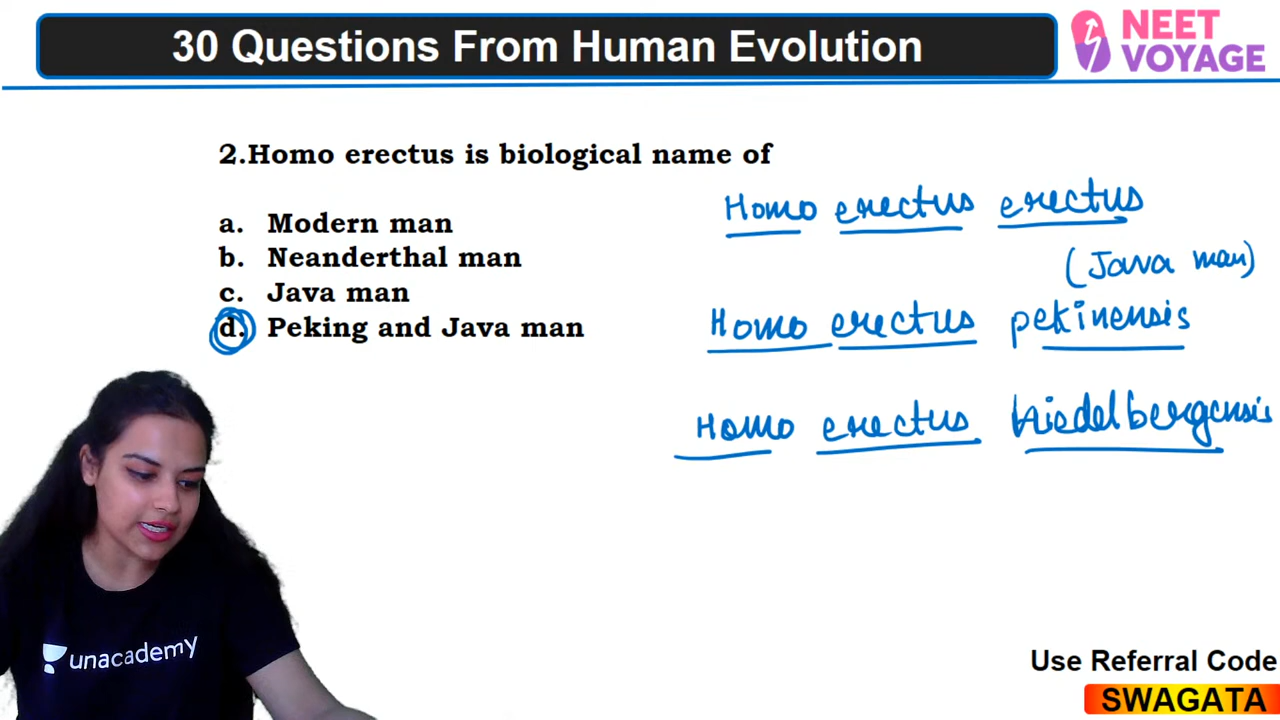 30 Questions From Human Evolution
NEET
VOYAGE
2.Homo erectus is biological name of
a. Modern man
b. Neanderthal man
c. Java man
d. Peking and Java man
Homo erectus erectus
(Java man)
Homo erectus pekinensis
Homo erectus hiedelbergensis
unacademy
Use Referral Code
SWAGATA